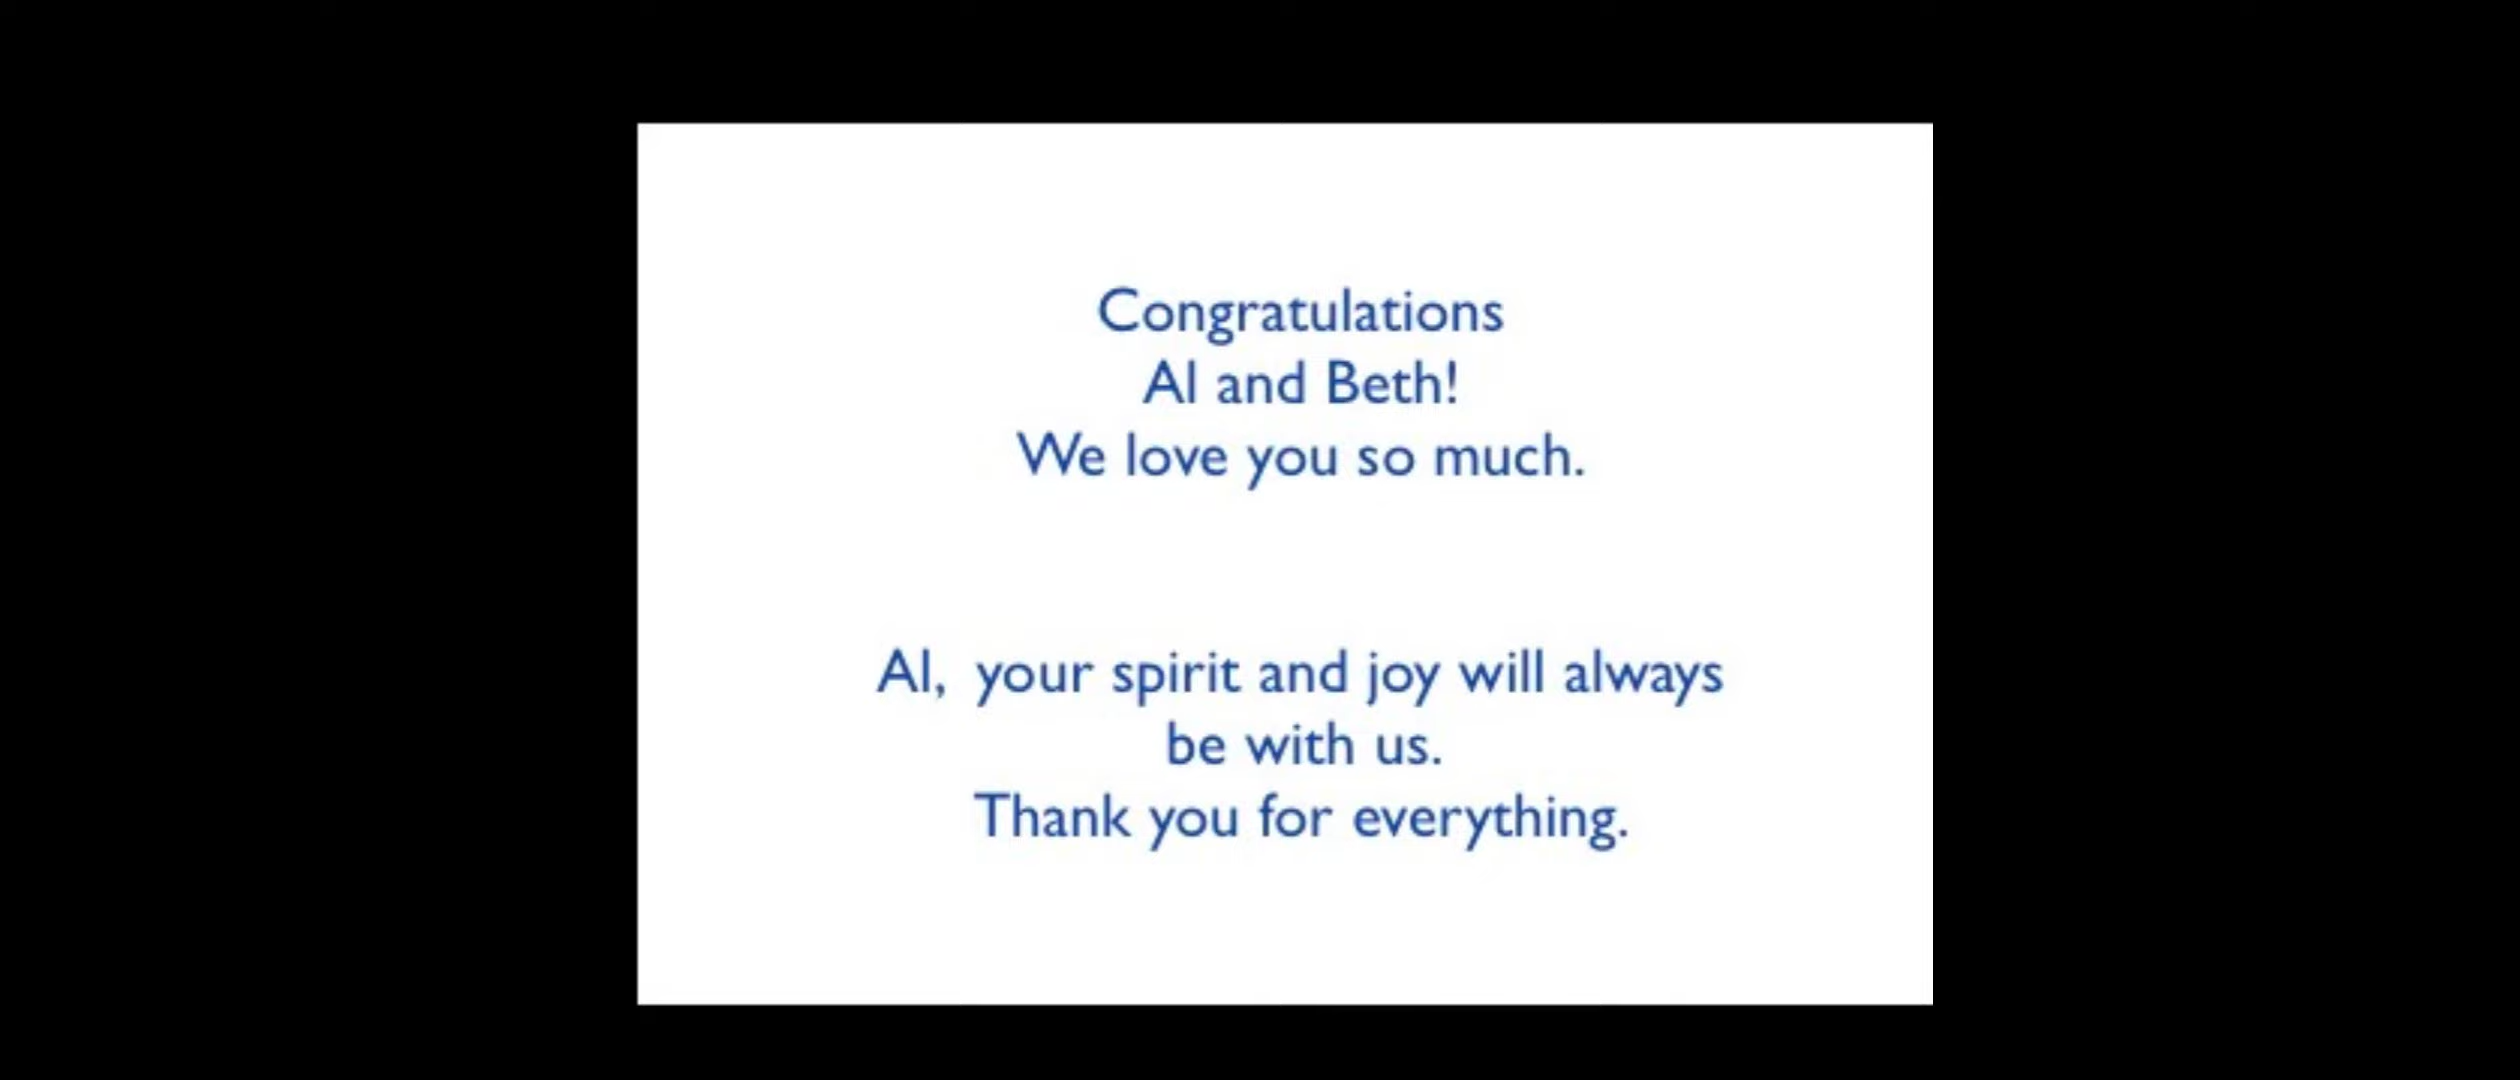 Congratulations
Al and Beth!
We love you so much.
Al, your spirit and joy will always
be with us.
Thank you for everything.